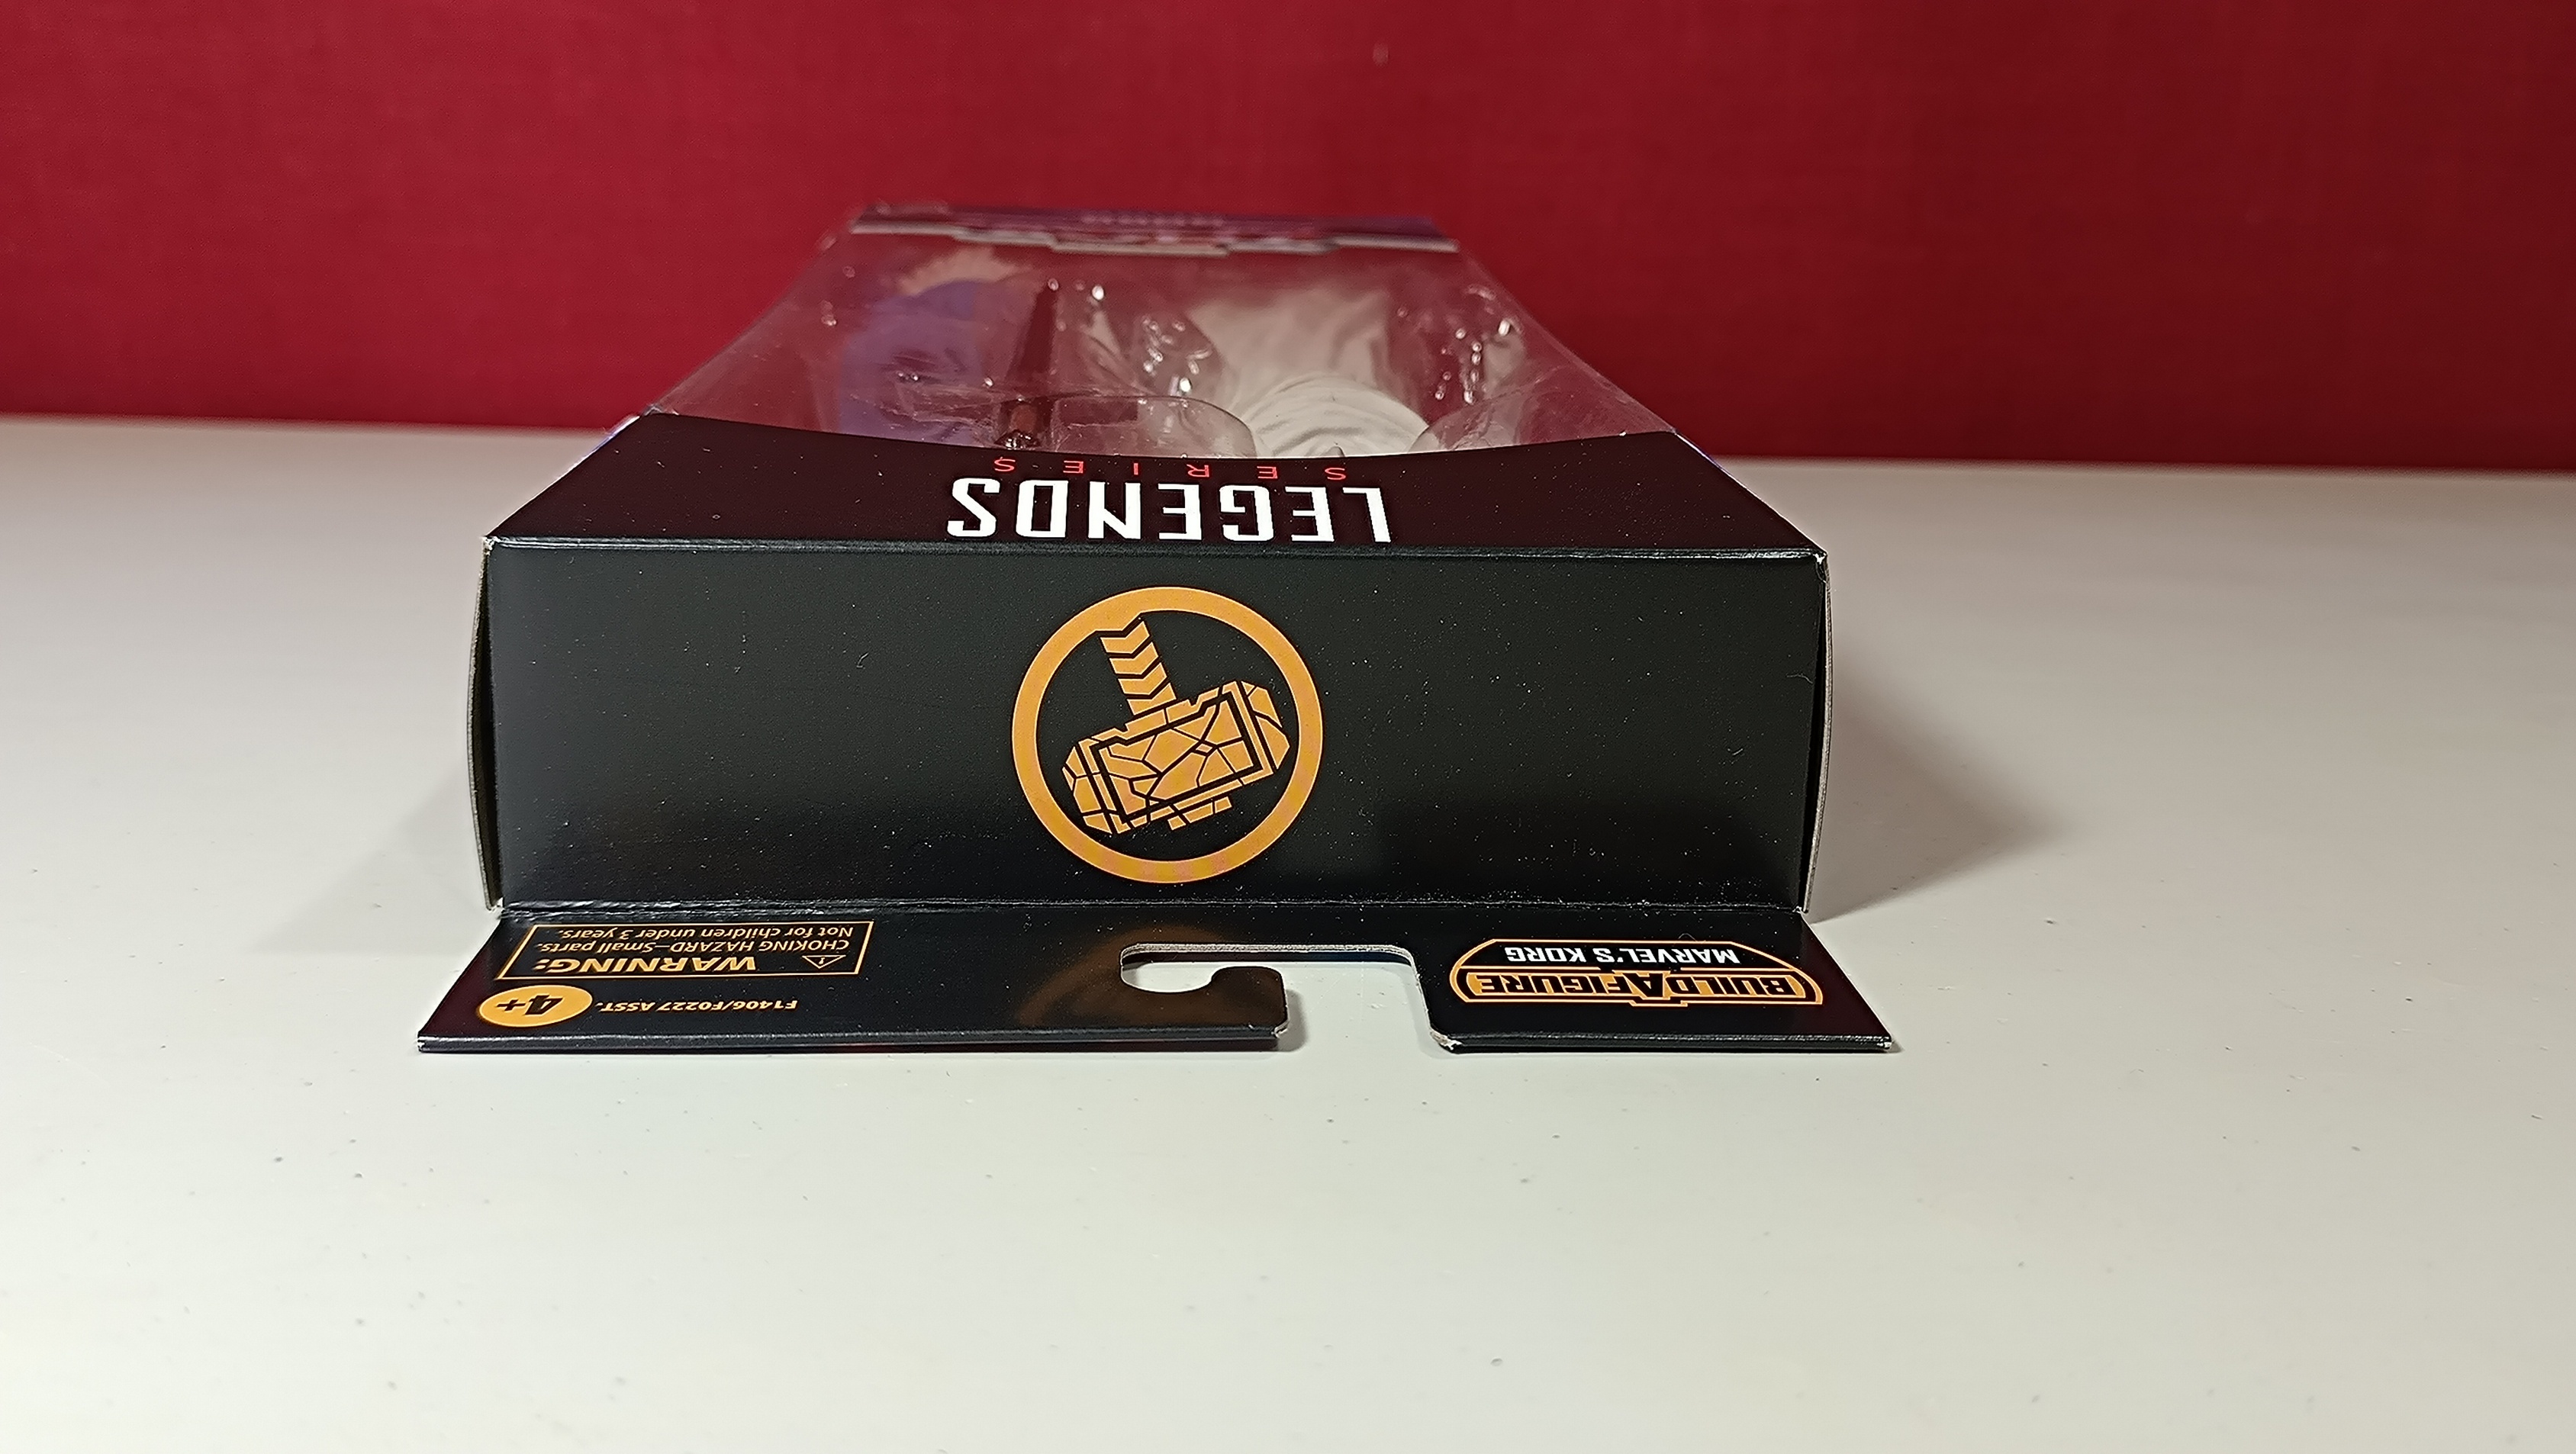 LEGENDS
SERIES
BUILD A FIGURE
MARVEL'S KORG
F1406/F0227 ASST.
4+
WARNING:
CHOKING HAZARD—Small parts.
Not for children under 3 years.